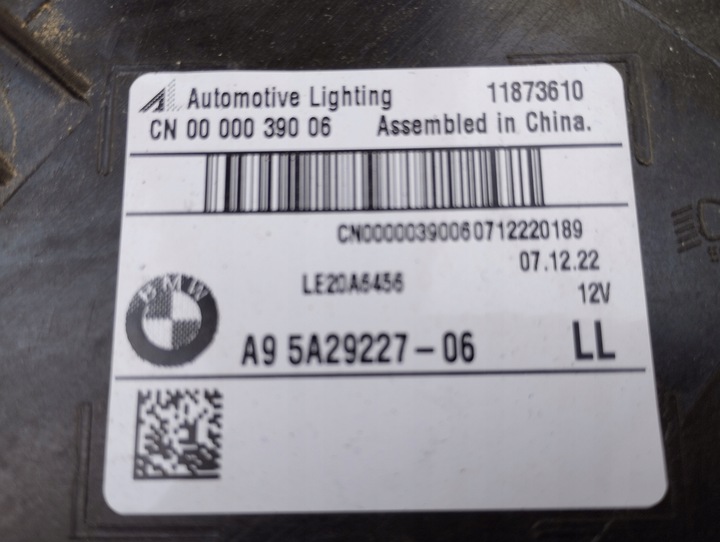 AL Automotive Lighting 11873610
CN 00 000 390 06 Assembled in China.
CN00000390060712220189
07.12.22
LE20A6456
12V
BMW
A9 5A29227-06 LL